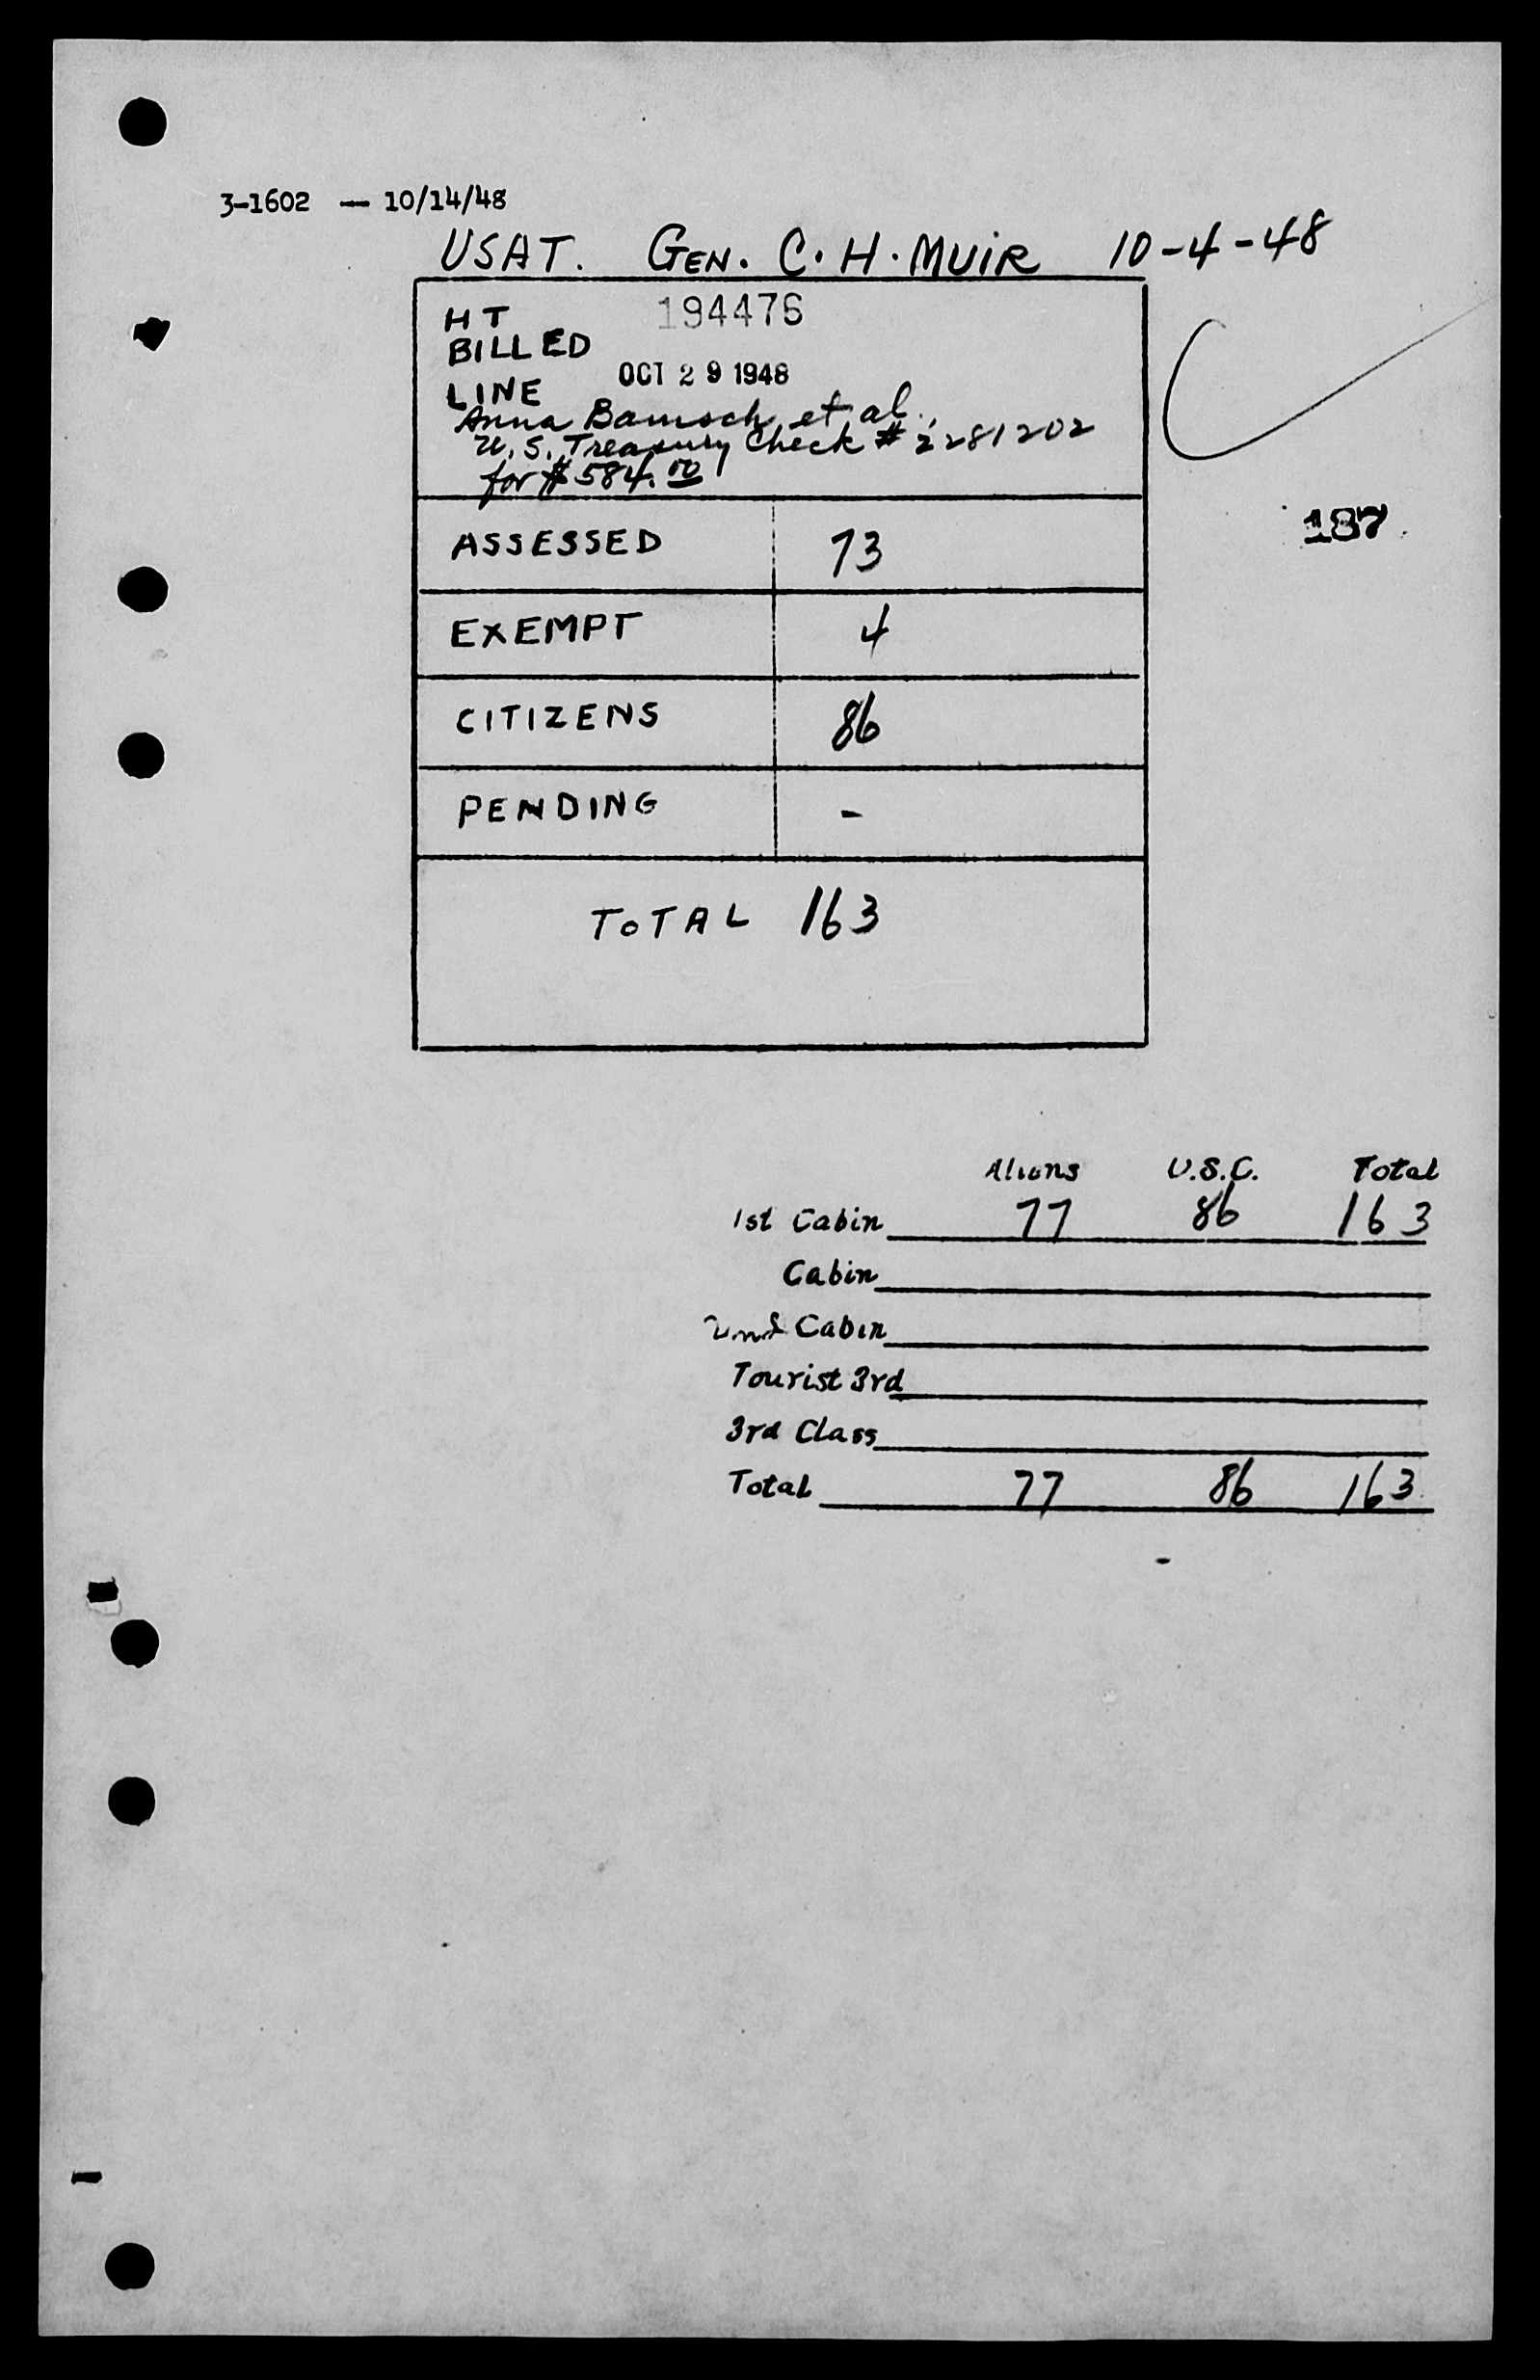 3-1602 — 10/14/48
USAT. GEN. C. H. MUIR 10-4-48
HT 194476
BILLED
OCT 29 1948
LINE
Anna et al.,
U.S. Treasury Check # 2281202
for $584.00
187
ASSESSED 73
EXEMPT 4
CITIZENS 86
PENDING -
TOTAL 163
Aliens U.S.C. Total
1st Cabin 77 86 163
Cabin
2nd Cabin
Tourist 3rd
3rd Class
Total 77 86 163